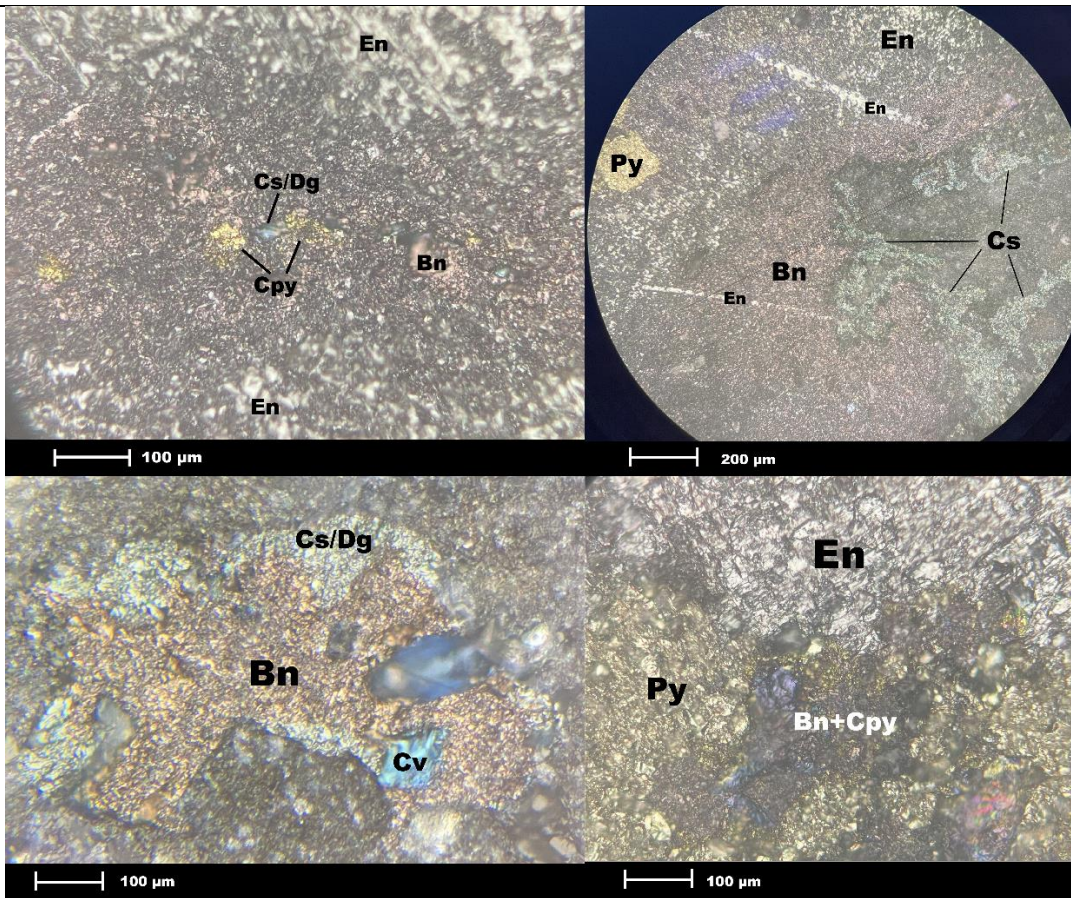 En
Cs/Dg
Bn
Cpy
En
100 µm
En
En
Py
Cs
Bn
En
200 µm
Cs/Dg
Bn
Cv
100 µm
En
Py
Bn+Cpy
100 µm